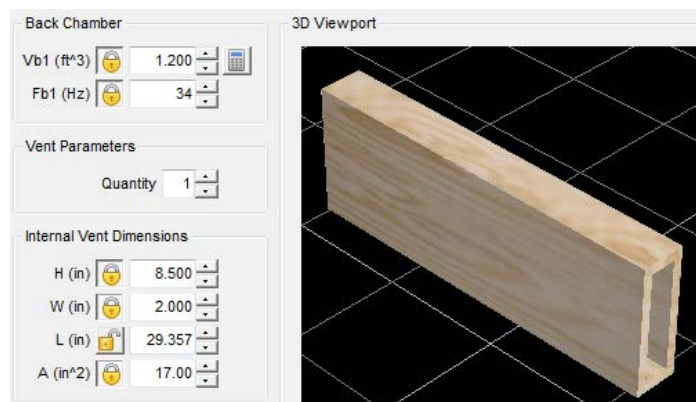 Back Chamber
Vb1 (ft^3) 1.200
Fb1 (Hz) 34
Vent Parameters
Quantity 1
Internal Vent Dimensions
H (in) 8.500
W (in) 2.000
L (in) 29.357
A (in^2) 17.00
3D Viewport